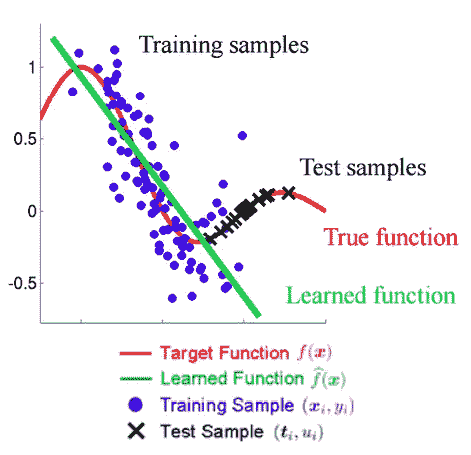 Training samples
1
0.5
Test samples
0
True function
-0.5
Learned function
Target Function f(x)
Learned Function f̂(x)
Training Sample (xᵢ, yᵢ)
Test Sample (tᵢ, uᵢ)